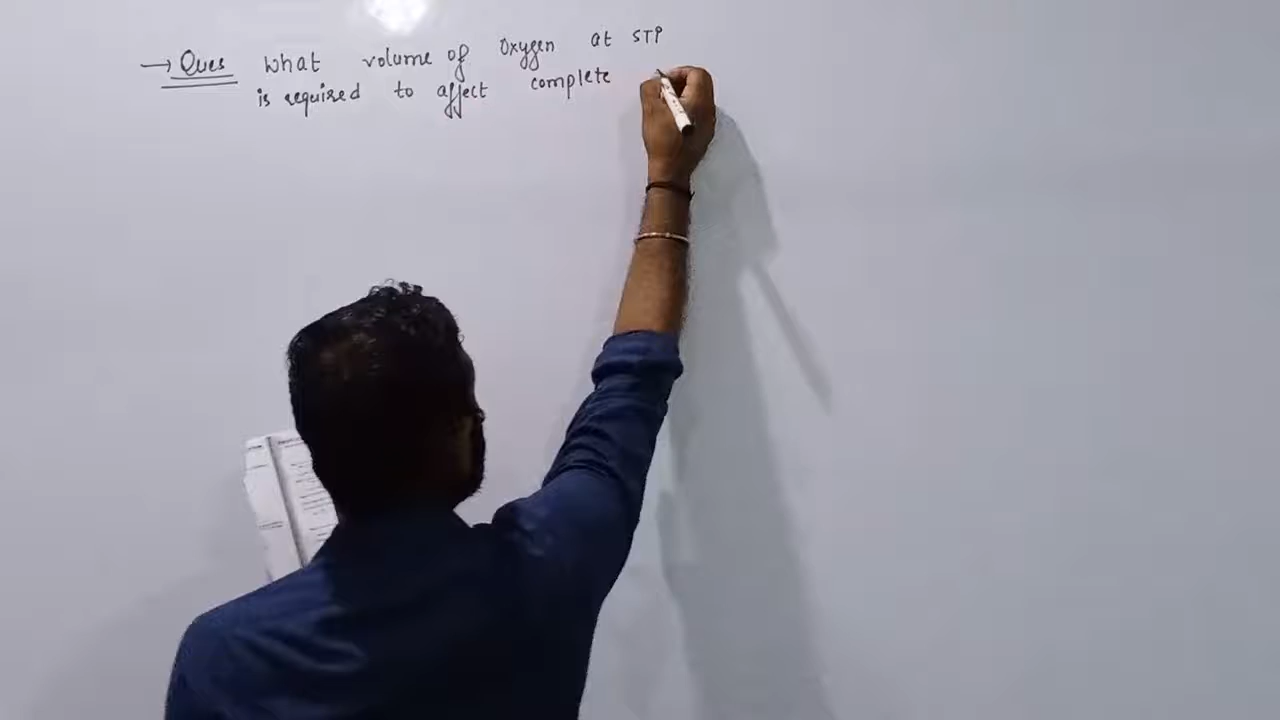 → Ques what volume of Oxygen at STP
is required to affect complete